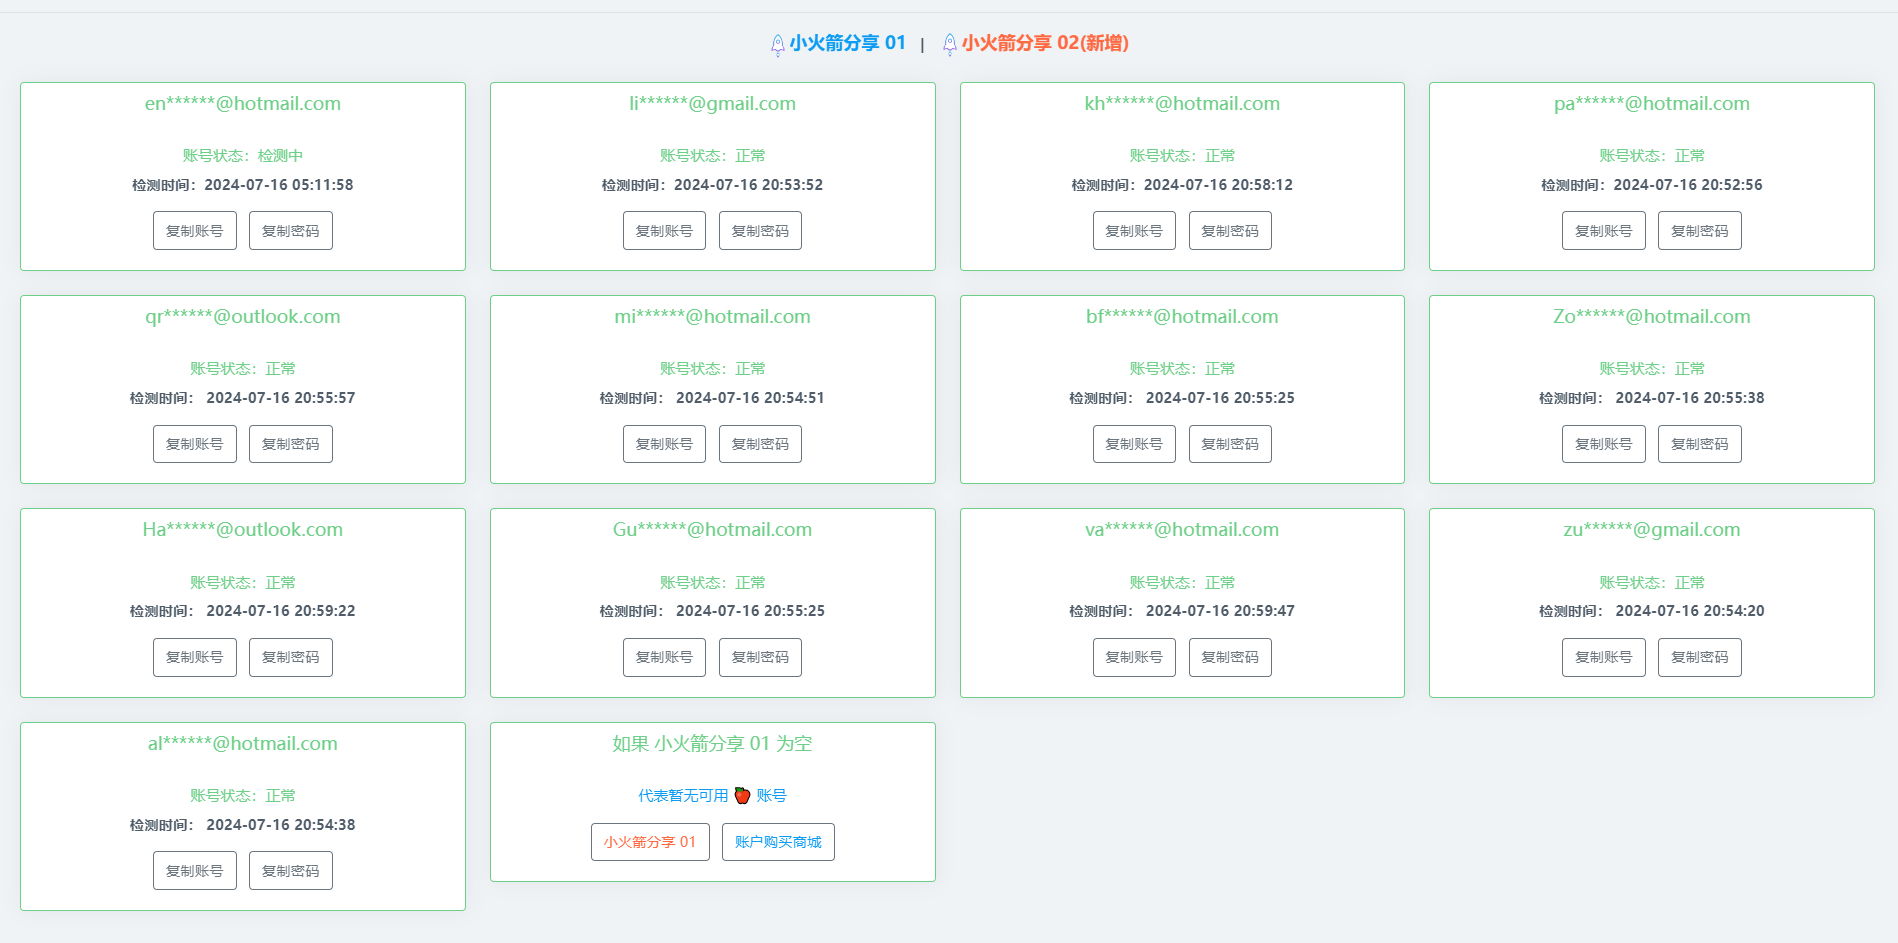 小火箭分享 01 | 小火箭分享 02(新增)
en******@hotmail.com
账号状态：检测中
检测时间：2024-07-16 05:11:58
复制账号 复制密码
li******@gmail.com
账号状态：正常
检测时间：2024-07-16 20:53:52
复制账号 复制密码
kh******@hotmail.com
账号状态：正常
检测时间：2024-07-16 20:58:12
复制账号 复制密码
pa******@hotmail.com
账号状态：正常
检测时间：2024-07-16 20:52:56
复制账号 复制密码
qr******@outlook.com
账号状态：正常
检测时间： 2024-07-16 20:55:57
复制账号 复制密码
mi******@hotmail.com
账号状态：正常
检测时间： 2024-07-16 20:54:51
复制账号 复制密码
bf******@hotmail.com
账号状态：正常
检测时间： 2024-07-16 20:55:25
复制账号 复制密码
Zo******@hotmail.com
账号状态：正常
检测时间： 2024-07-16 20:55:38
复制账号 复制密码
Ha******@outlook.com
账号状态：正常
检测时间： 2024-07-16 20:59:22
复制账号 复制密码
Gu******@hotmail.com
账号状态：正常
检测时间： 2024-07-16 20:55:25
复制账号 复制密码
va******@hotmail.com
账号状态：正常
检测时间： 2024-07-16 20:59:47
复制账号 复制密码
zu******@gmail.com
账号状态：正常
检测时间： 2024-07-16 20:54:20
复制账号 复制密码
al******@hotmail.com
账号状态：正常
检测时间： 2024-07-16 20:54:38
复制账号 复制密码
如果 小火箭分享 01 为空
代表暂无可用 账号
小火箭分享 01 账户购买商城